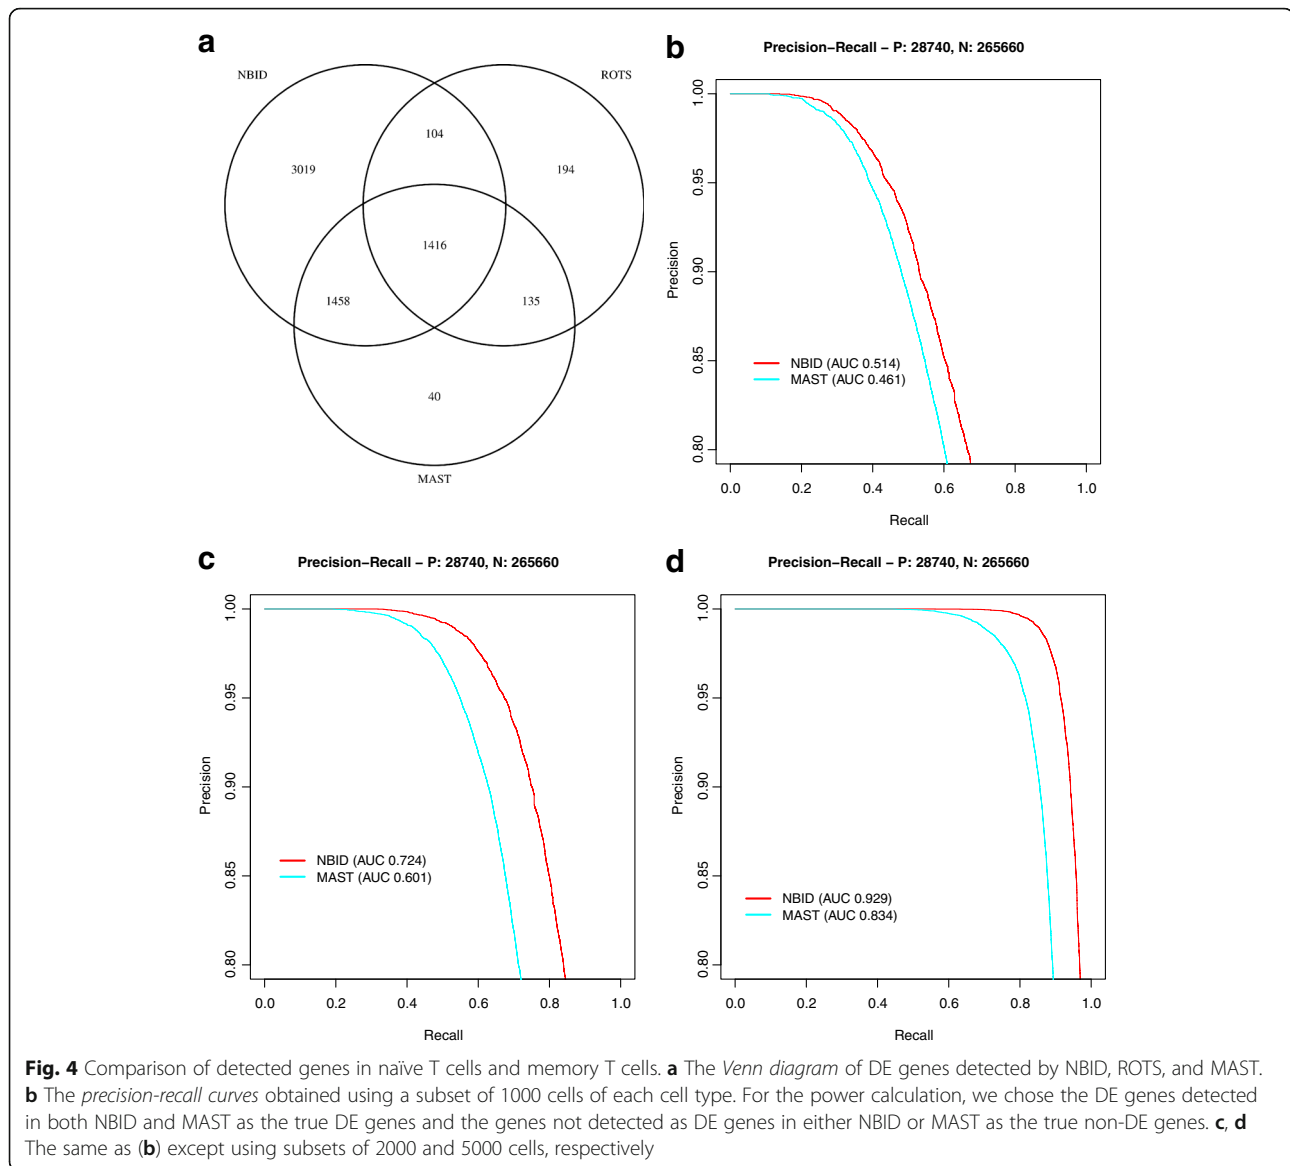 a
NBID
ROTS
104
3019
194
1416
1458
135
40
MAST
b
Precision−Recall − P: 28740, N: 265660
1.00
0.95
0.90
0.85
0.80
Precision
NBID (AUC 0.514)
MAST (AUC 0.461)
0.0 0.2 0.4 0.6 0.8 1.0
Recall
c
Precision−Recall − P: 28740, N: 265660
1.00
0.95
0.90
0.85
0.80
Precision
NBID (AUC 0.724)
MAST (AUC 0.601)
0.0 0.2 0.4 0.6 0.8 1.0
Recall
d
Precision−Recall − P: 28740, N: 265660
1.00
0.95
0.90
0.85
0.80
Precision
NBID (AUC 0.929)
MAST (AUC 0.834)
0.0 0.2 0.4 0.6 0.8 1.0
Recall
Fig. 4 Comparison of detected genes in naïve T cells and memory T cells. a The Venn diagram of DE genes detected by NBID, ROTS, and MAST.
b The precision-recall curves obtained using a subset of 1000 cells of each cell type. For the power calculation, we chose the DE genes detected
in both NBID and MAST as the true DE genes and the genes not detected as DE genes in either NBID or MAST as the true non-DE genes. c, d
The same as (b) except using subsets of 2000 and 5000 cells, respectively